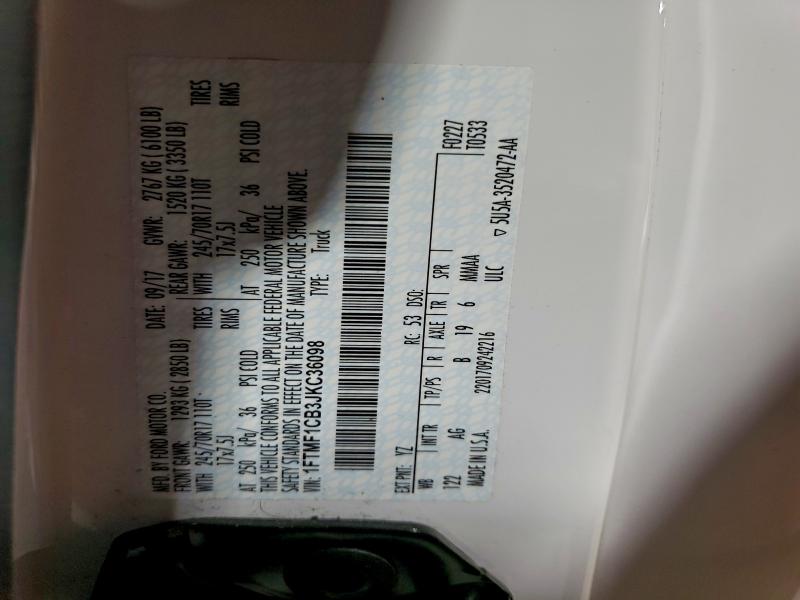 MFD. BY FORD MOTOR CO. DATE: 09/17 GVWR: 2767 KG ( 6100 LB)
FRONT GAWR: 1293 KG ( 2850 LB) REAR GAWR: 1520 KG ( 3350 LB)
WITH 245/70R17 110T TIRES WITH 245/70R17 110T TIRES
17x7.5J RIMS 17x7.5J RIMS
AT 250 kPa/ 36 PSI COLD AT 250 kPa/ 36 PSI COLD
THIS VEHICLE CONFORMS TO ALL APPLICABLE FEDERAL MOTOR VEHICLE
SAFETY STANDARDS IN EFFECT ON THE DATE OF MANUFACTURE SHOWN ABOVE.
VIN: 1FTMF1CB3JKC36098 TYPE: Truck
EXT PNT: YZ RC: 53 DSO: F0227
WB INT TR TP/PS R AXLE TR SPR T0533
122 AG B 19 6 MMAA
MADE IN U.S.A. 2201709242216 ULC ▽ 5U5A-3520472-AA